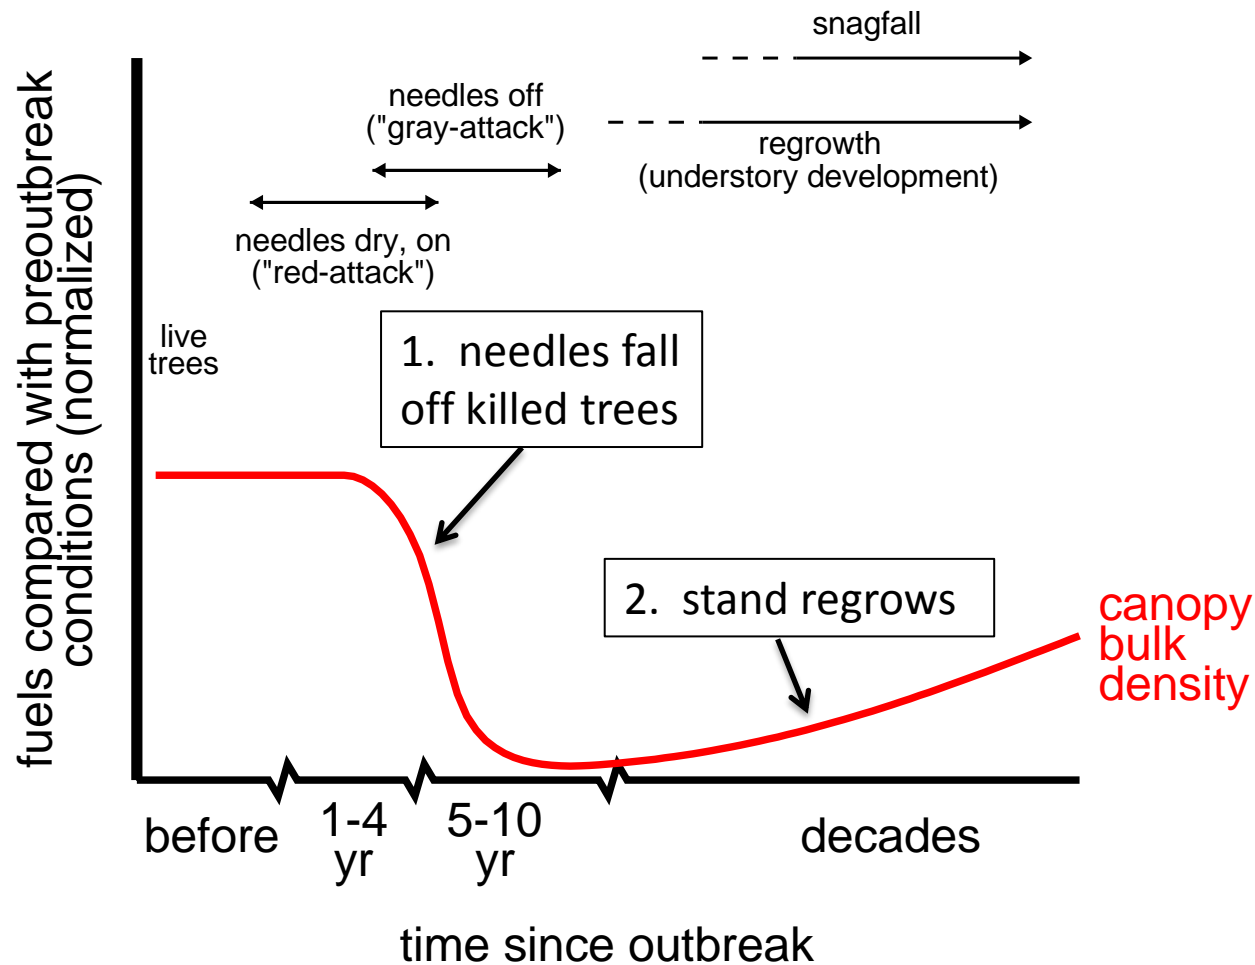 snagfall
needles off
("gray-attack")
regrowth
(understory development)
needles dry, on
("red-attack")
fuels compared with preoutbreak
conditions (normalized)
live
trees
1. needles fall
off killed trees
2. stand regrows
canopy
bulk
density
before
1-4
yr
5-10
yr
decades
time since outbreak